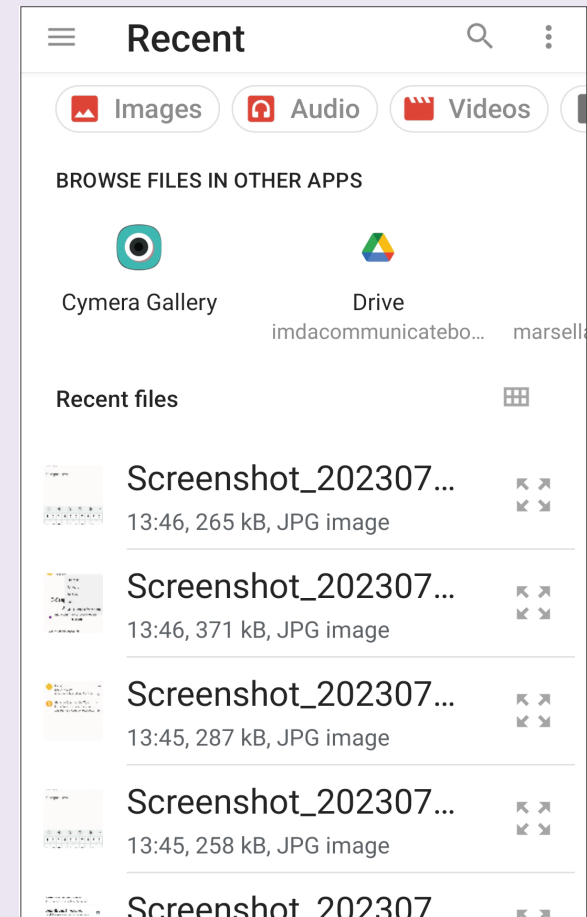 Recent
Images Audio Videos
BROWSE FILES IN OTHER APPS
Cymera Gallery Drive
imdacommunicatebo... marsella
Recent files
Screenshot_202307...
13:46, 265 kB, JPG image
Screenshot_202307...
13:46, 371 kB, JPG image
Screenshot_202307...
13:45, 287 kB, JPG image
Screenshot_202307...
13:45, 258 kB, JPG image
Screenshot_202307